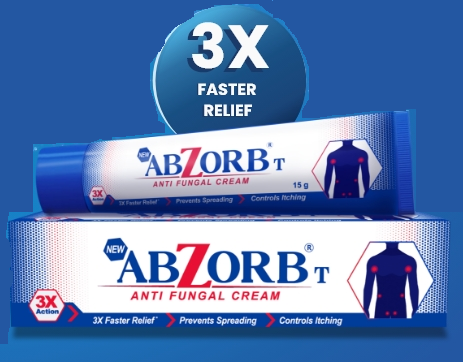 3X
FASTER
RELIEF
NEW
ABZORB® T
ANTI FUNGAL CREAM
15 g
3X
Action
3X Faster Relief* Prevents Spreading Controls Itching
NEW
ABZORB® T
ANTI FUNGAL CREAM
3X
Action
3X Faster Relief* Prevents Spreading Controls Itching